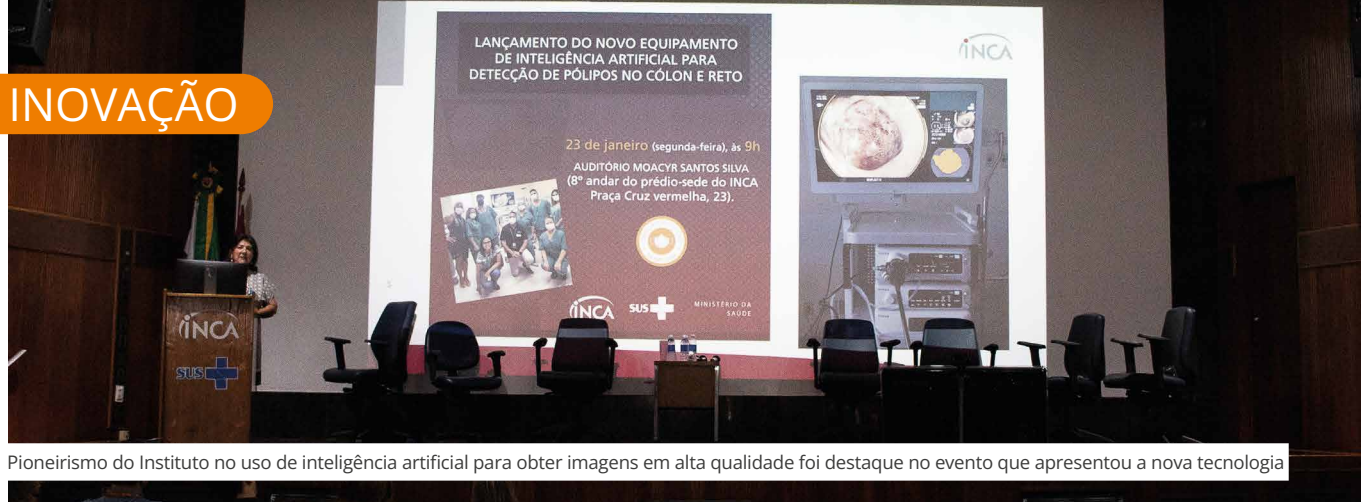 INOVAÇÃO
LANÇAMENTO DO NOVO EQUIPAMENTO
DE INTELIGÊNCIA ARTIFICIAL PARA
DETECÇÃO DE PÓLIPOS NO CÓLON E RETO
23 de janeiro (segunda-feira), às 9h
AUDITÓRIO MOACYR SANTOS SILVA
(8º andar do prédio-sede do INCA
Praça Cruz vermelha, 23).
INCA
SUS
MINISTÉRIO DA
SAÚDE
INCA
INCA
SUS
Pioneirismo do Instituto no uso de inteligência artificial para obter imagens em alta qualidade foi destaque no evento que apresentou a nova tecnologia